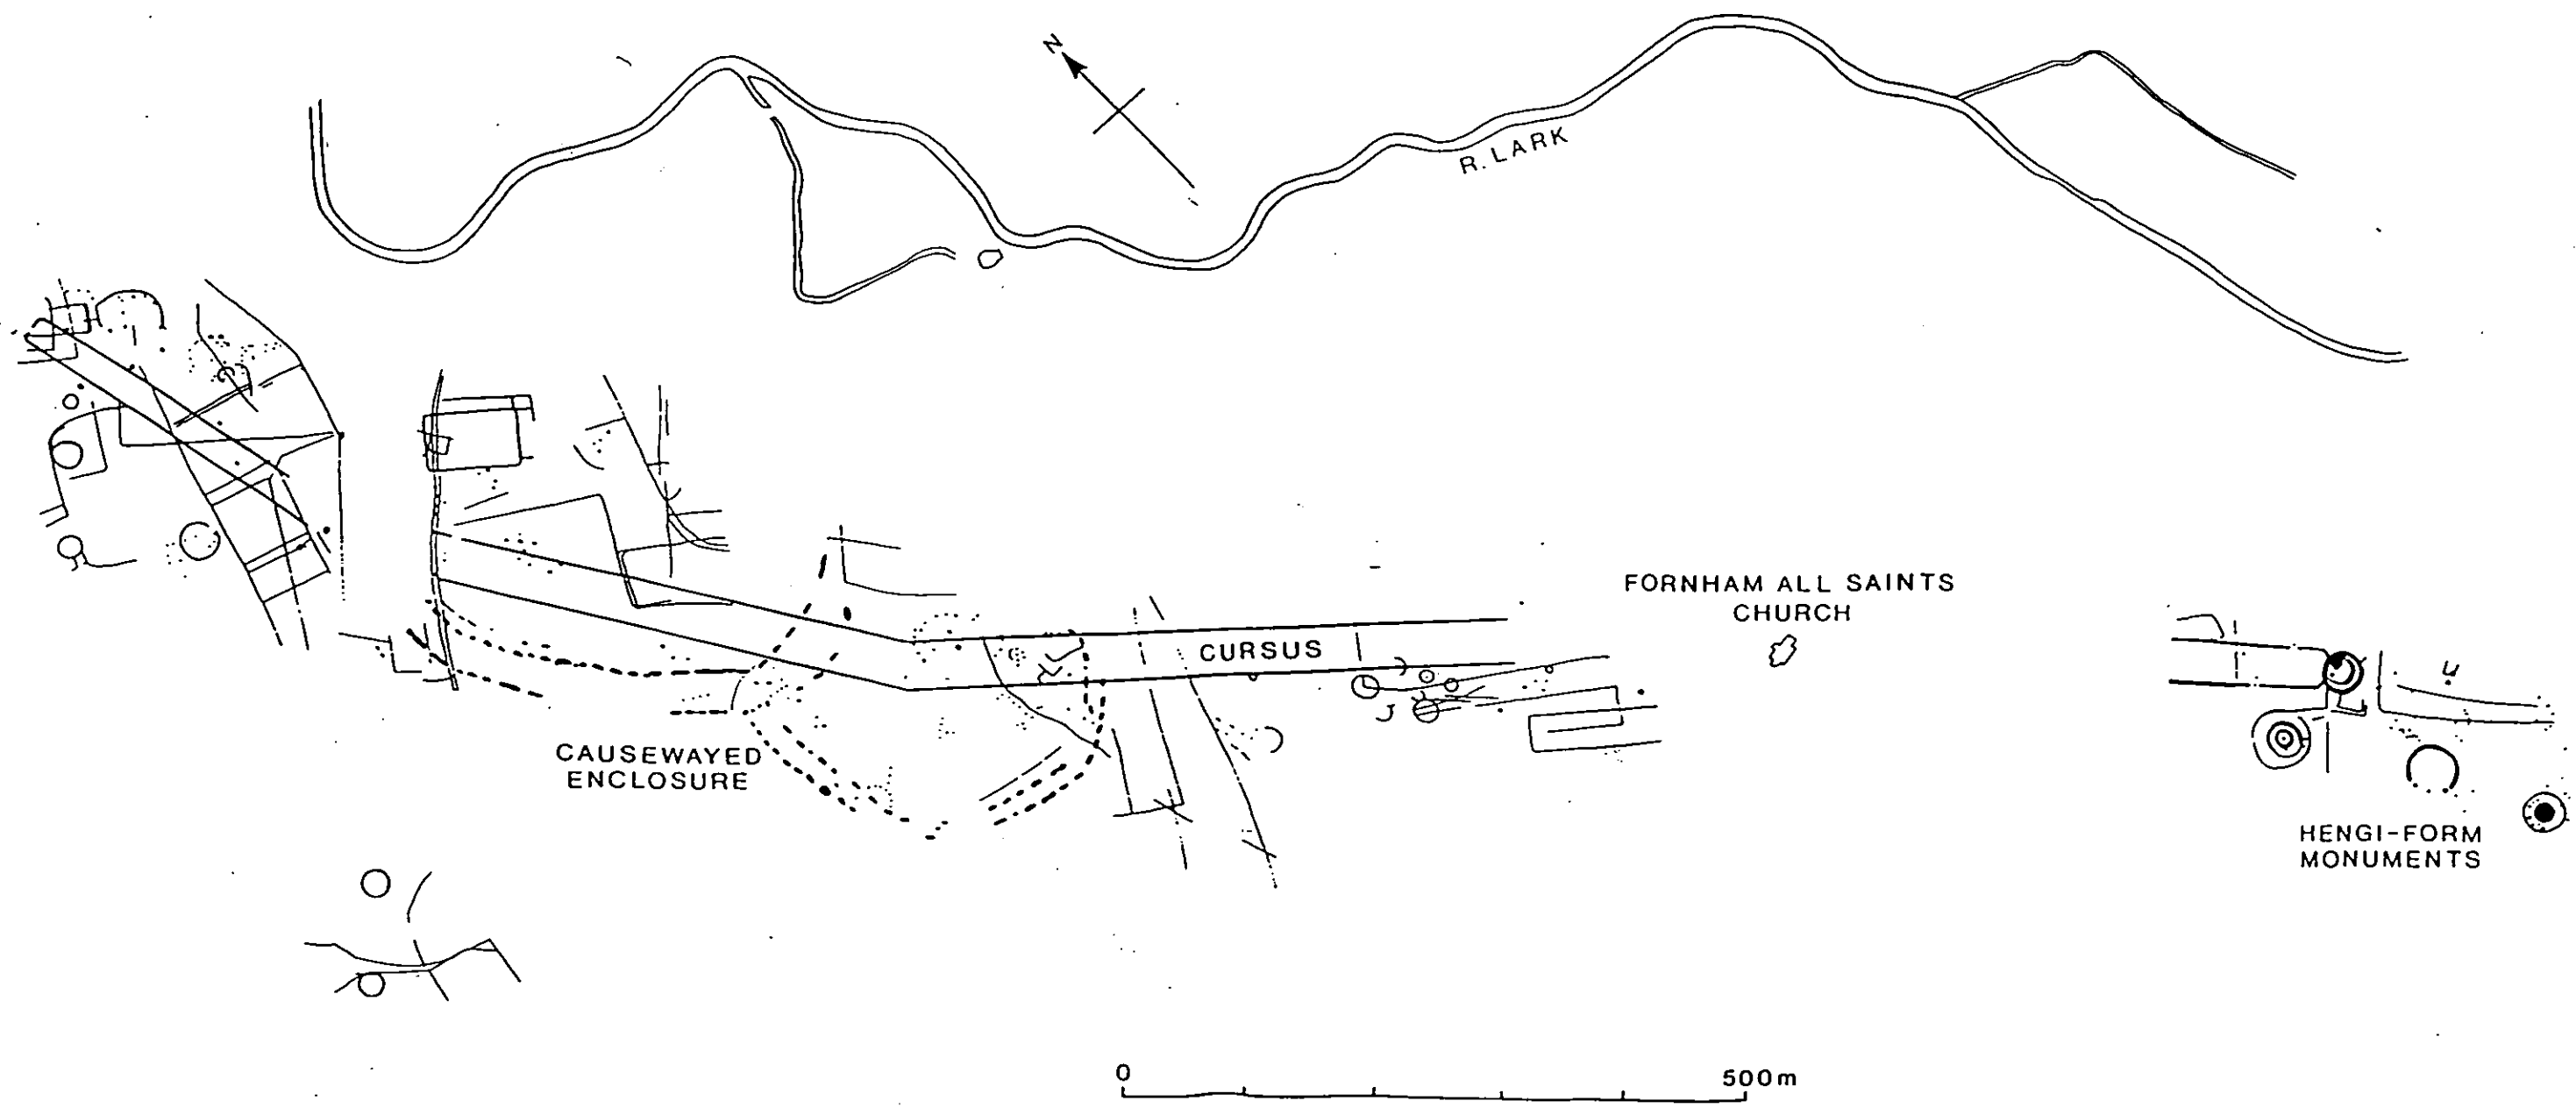 N
R. LARK
FORNHAM ALL SAINTS
CHURCH
CURSUS
CAUSEWAYED
ENCLOSURE
HENGI-FORM
MONUMENTS
0 500m